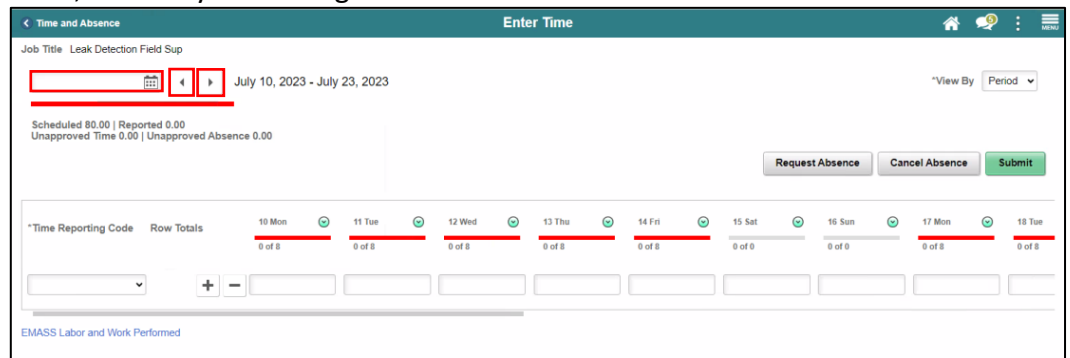 Time and Absence Enter Time 5 MENU
Job Title Leak Detection Field Sup
July 10, 2023 - July 23, 2023 *View By Period
Scheduled 80.00 | Reported 0.00
Unapproved Time 0.00 | Unapproved Absence 0.00
Request Absence Cancel Absence Submit
*Time Reporting Code Row Totals 10 Mon 11 Tue 12 Wed 13 Thu 14 Fri 15 Sat 16 Sun 17 Mon 18 Tue
0 of 8 0 of 8 0 of 8 0 of 8 0 of 8 0 of 0 0 of 0 0 of 8 0 of 8
EMASS Labor and Work Performed